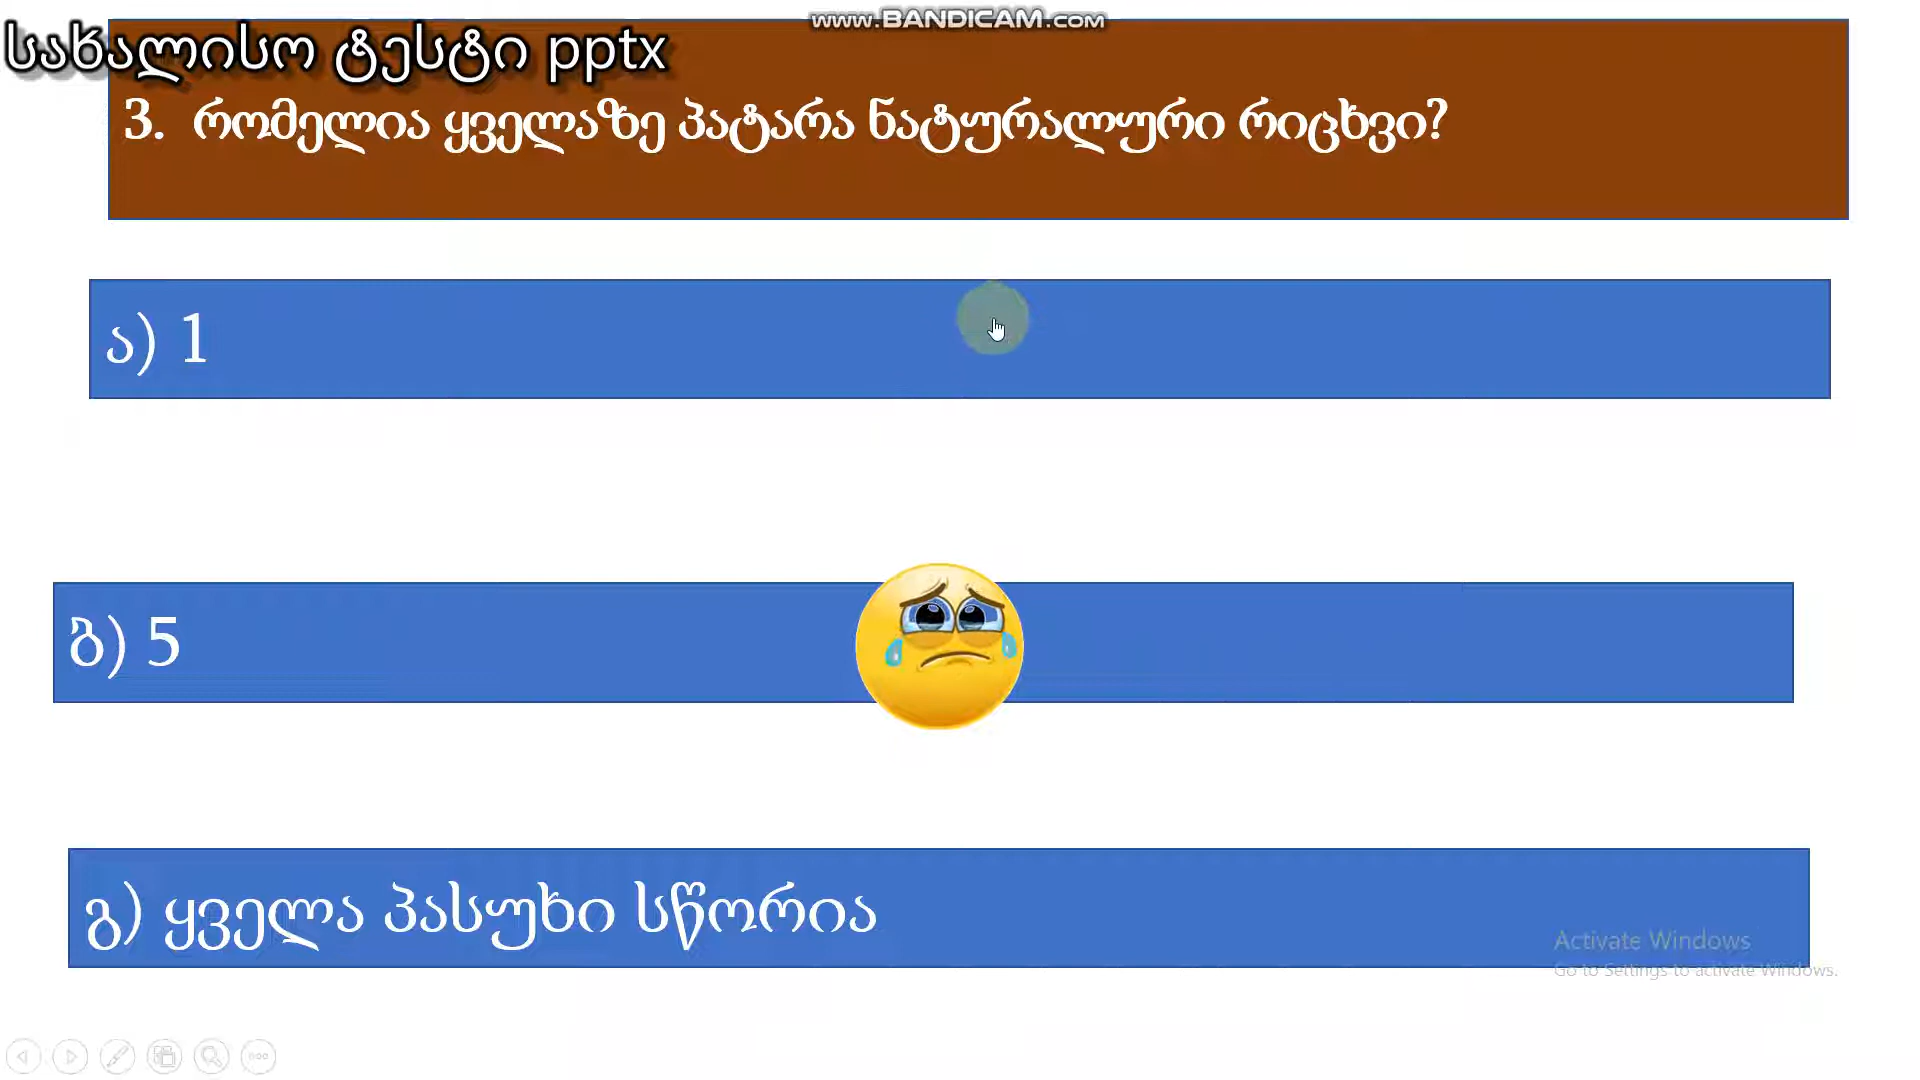 www.BANDICAM.com
სახალისო ტესტი pptx
3. რომელია ყველაზე პატარა ნატურალური რიცხვი?
ა) 1
ბ) 5
გ) ყველა პასუხი სწორია
Activate Windows
Go to Settings to activate Windows.